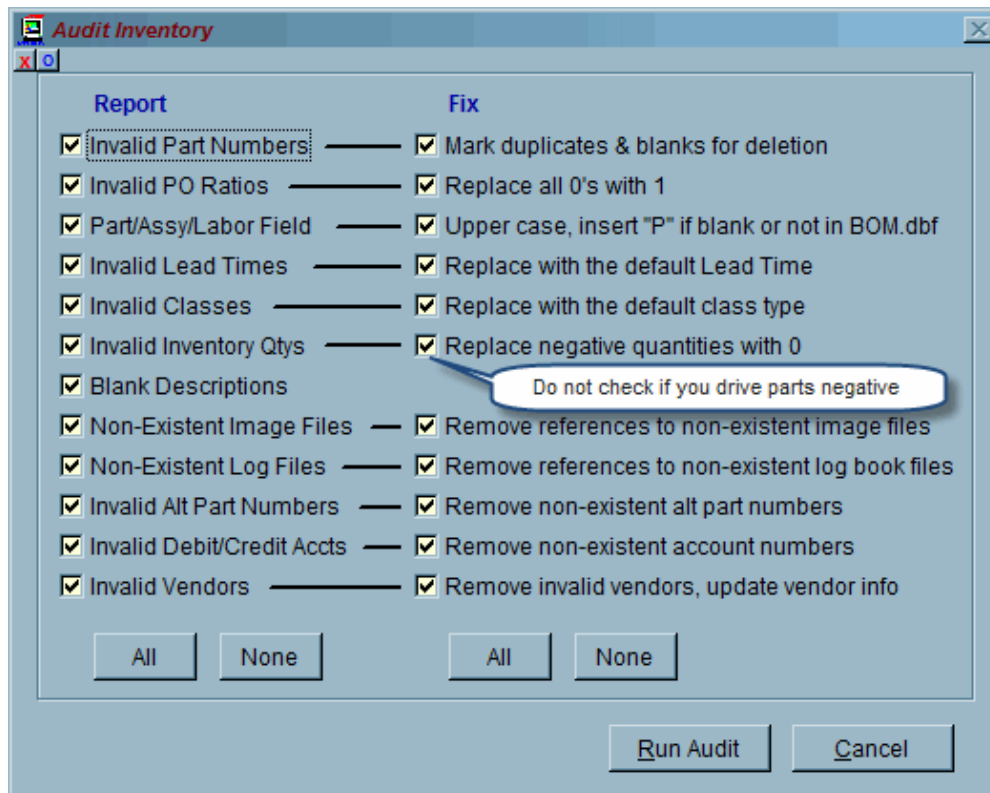 Audit Inventory
X O
Report Fix
Invalid Part Numbers Mark duplicates & blanks for deletion
Invalid PO Ratios Replace all 0's with 1
Part/Assy/Labor Field Upper case, insert "P" if blank or not in BOM.dbf
Invalid Lead Times Replace with the default Lead Time
Invalid Classes Replace with the default class type
Invalid Inventory Qtys Replace negative quantities with 0
Blank Descriptions Do not check if you drive parts negative
Non-Existent Image Files Remove references to non-existent image files
Non-Existent Log Files Remove references to non-existent log book files
Invalid Alt Part Numbers Remove non-existent alt part numbers
Invalid Debit/Credit Accts Remove non-existent account numbers
Invalid Vendors Remove invalid vendors, update vendor info
All None All None
Run Audit Cancel